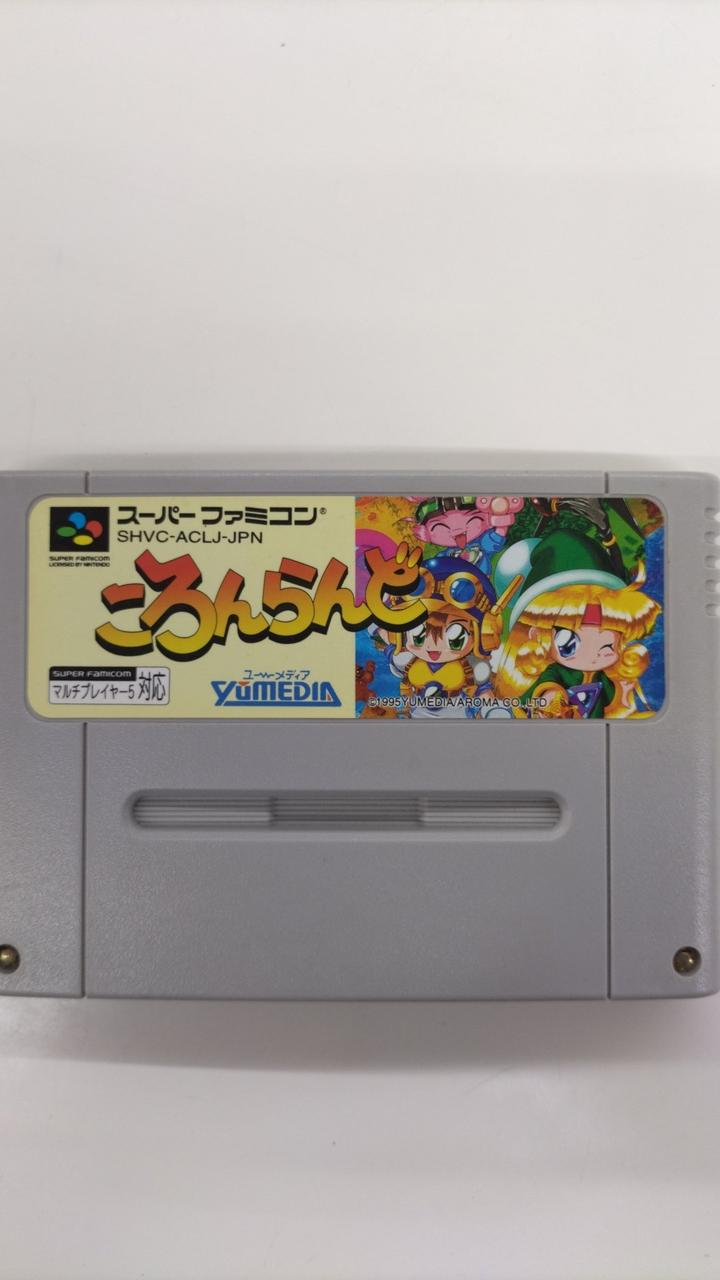 スーパーファミコン®
SHVC-ACLJ-JPN
SUPER FAMICOM
LICENSED BY NINTENDO
ころんらんど
SUPER FAMICOM
マルチプレイヤー5 対応
ユーメディア
YUMEDIA
©1995YUMEDIA/AROMA CO.,LTD